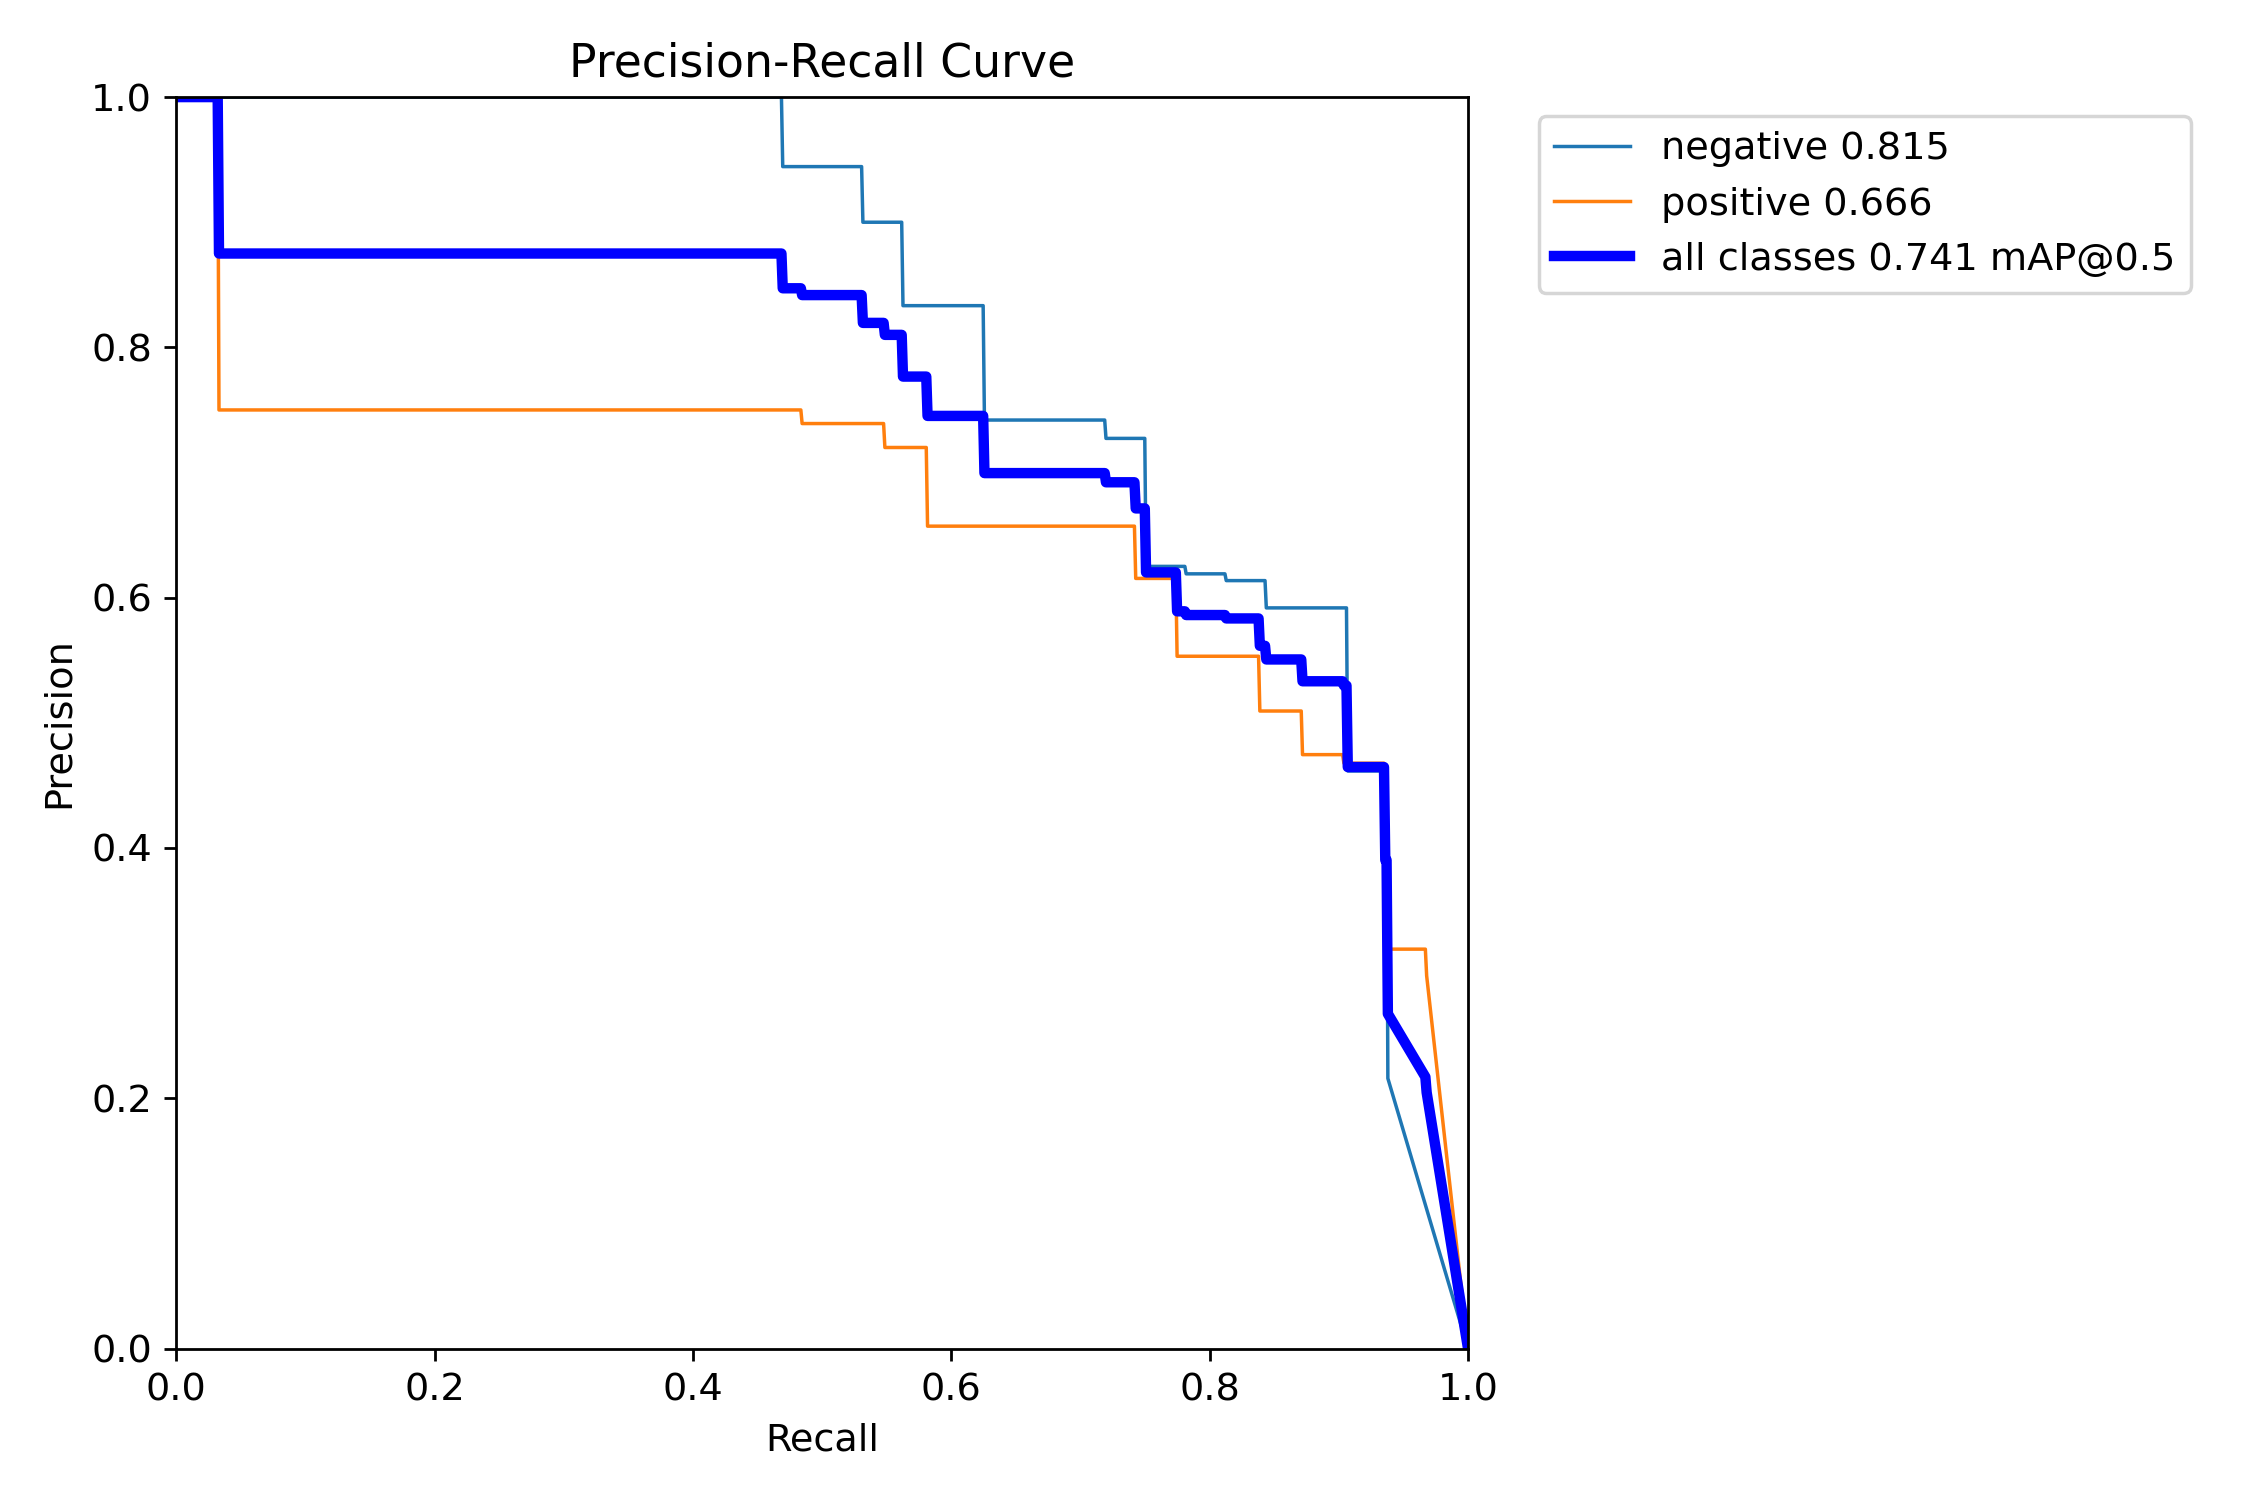 Precision-Recall Curve
negative 0.815
positive 0.666
all classes 0.741 mAP@0.5
Precision
1.0
0.8
0.6
0.4
0.2
0.0
0.0 0.2 0.4 0.6 0.8 1.0
Recall